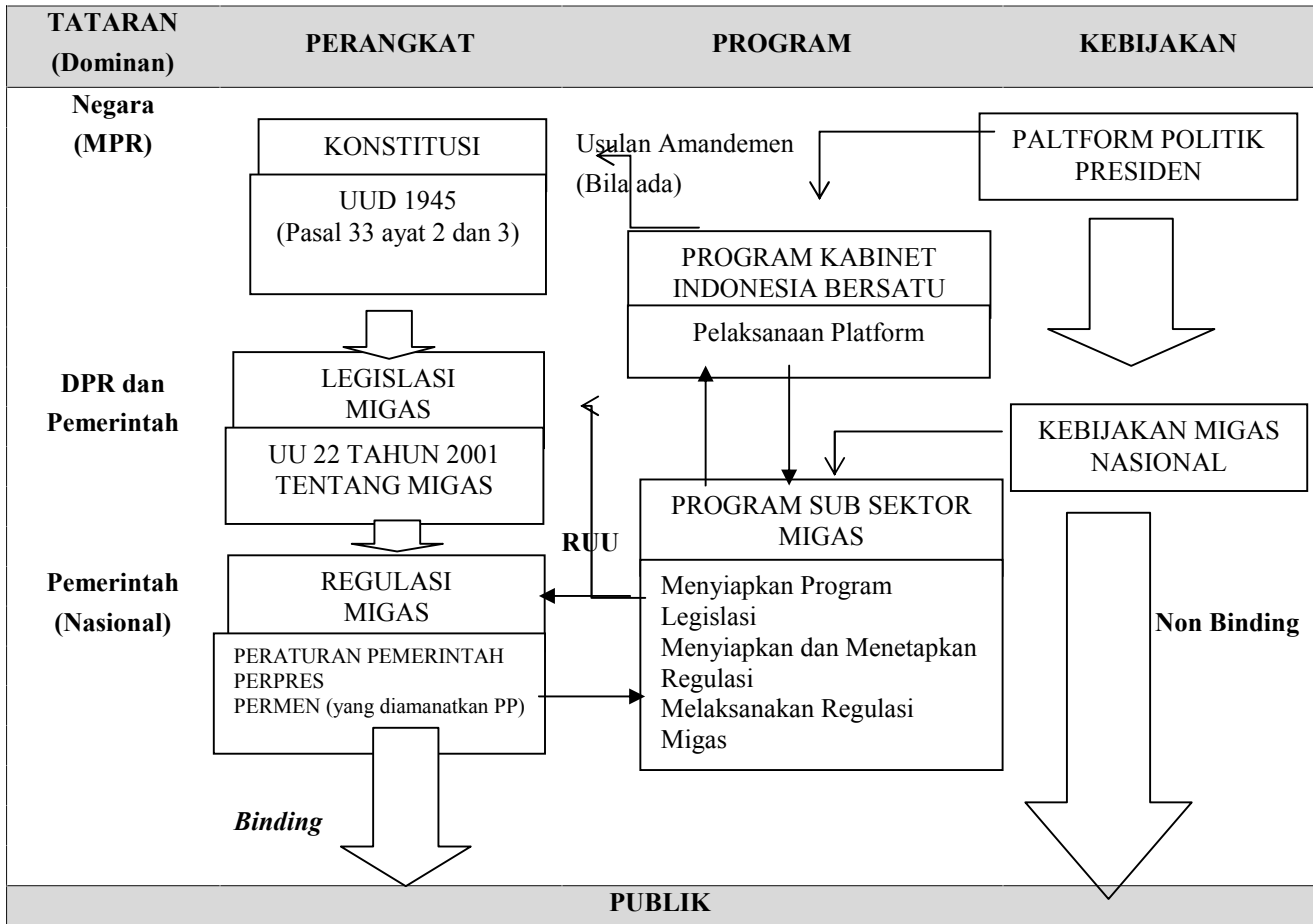 TATARAN
(Dominan)
PERANGKAT
PROGRAM
KEBIJAKAN
Negara
(MPR)
KONSTITUSI
UUD 1945
(Pasal 33 ayat 2 dan 3)
Usulan Amandemen
(Bila ada)
PALTFORM POLITIK
PRESIDEN
PROGRAM KABINET
INDONESIA BERSATU
Pelaksanaan Platform
DPR dan
Pemerintah
LEGISLASI
MIGAS
UU 22 TAHUN 2001
TENTANG MIGAS
KEBIJAKAN MIGAS
NASIONAL
PROGRAM SUB SEKTOR
MIGAS
RUU
Pemerintah
(Nasional)
REGULASI
MIGAS
PERATURAN PEMERINTAH
PERPRES
PERMEN (yang diamanatkan PP)
Menyiapkan Program
Legislasi
Menyiapkan dan Menetapkan
Regulasi
Melaksanakan Regulasi
Migas
Non Binding
Binding
PUBLIK